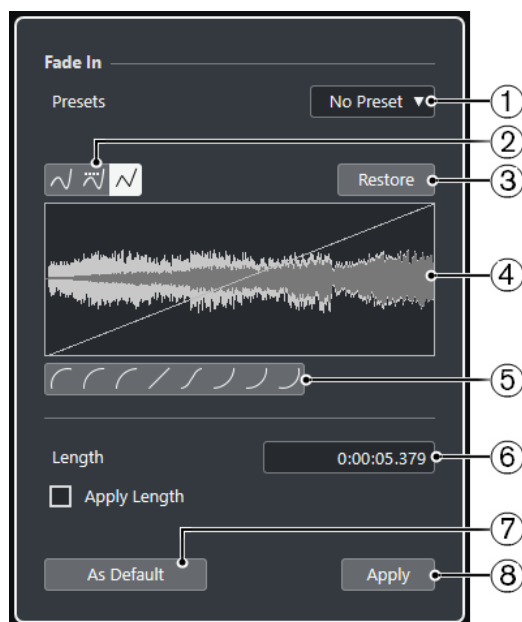 Fade In
Presets
No Preset
1
2
3
Restore
4
5
Length
0:00:05.379
6
Apply Length
7
As Default
Apply
8